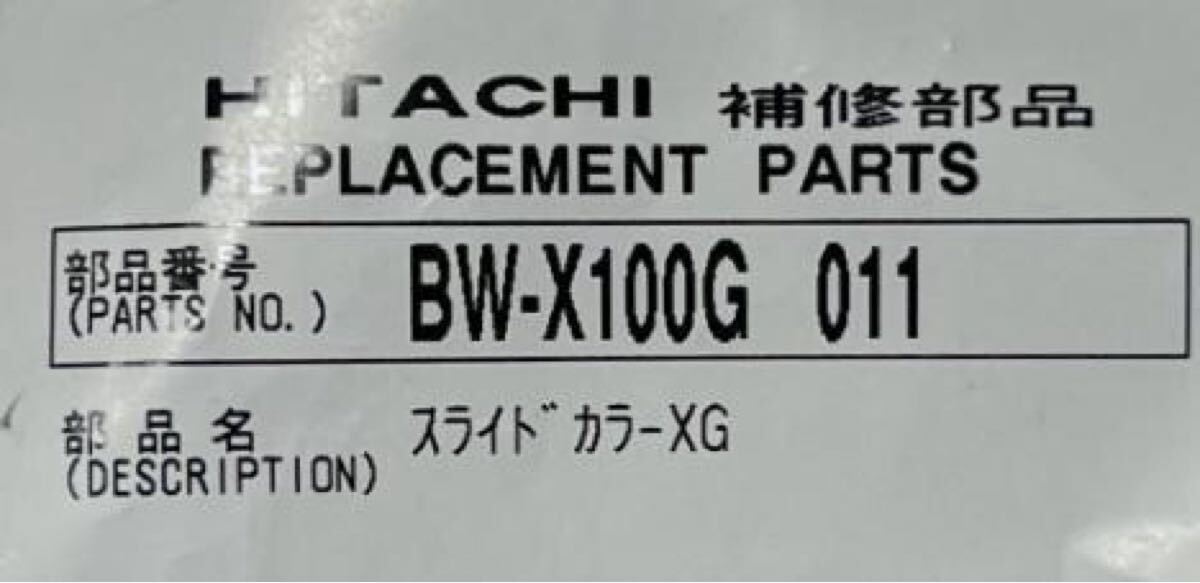 HITACHI 補修部品
REPLACEMENT PARTS
部品番号
(PARTS NO.) BW-X100G 011
部品名 スライドカラーXG
(DESCRIPTION)